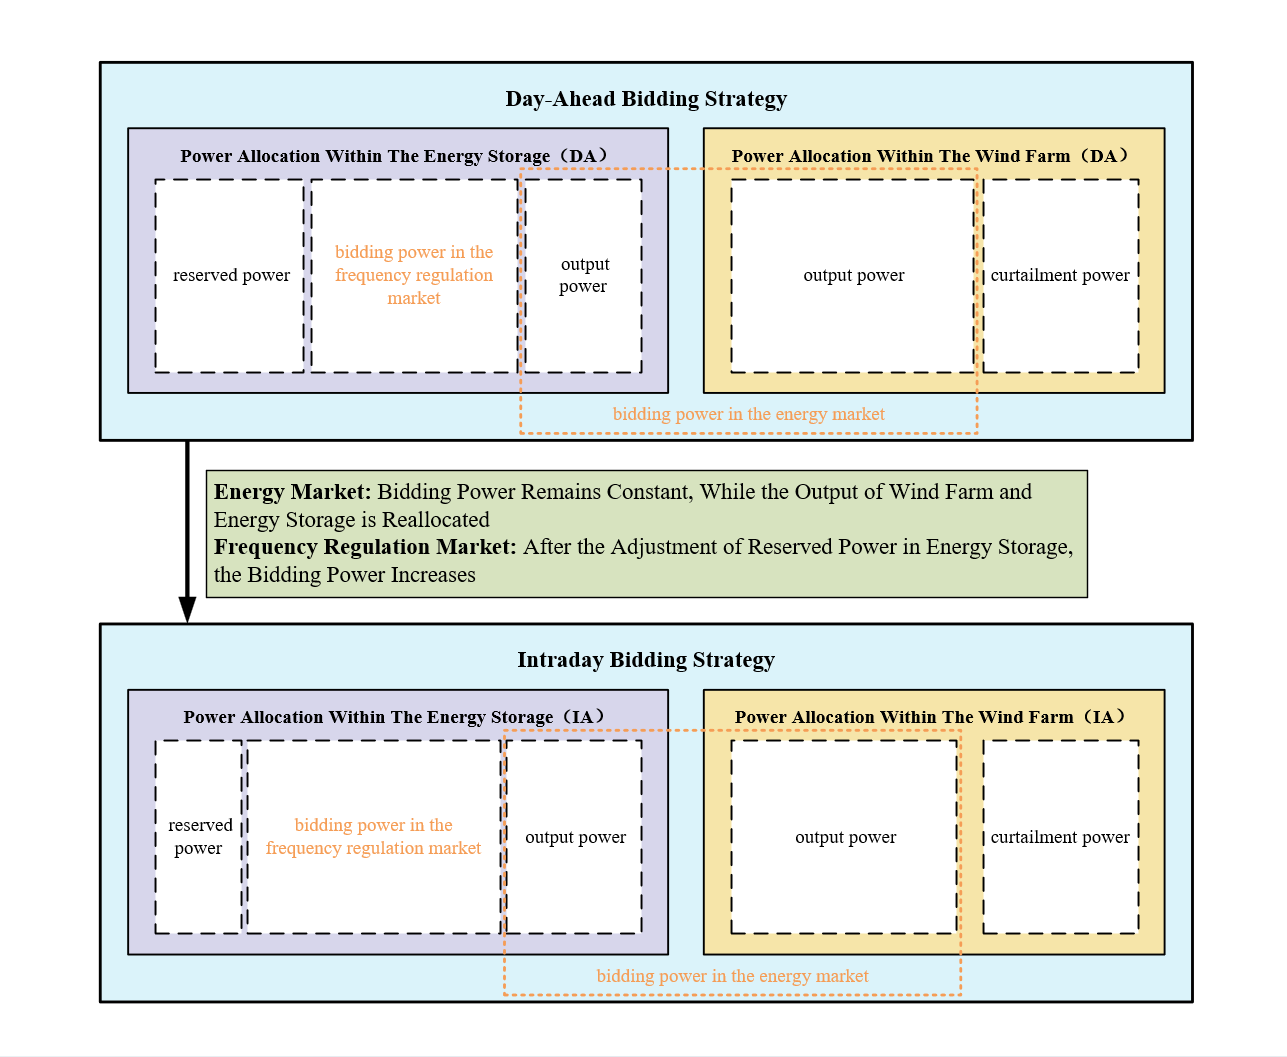 Day-Ahead Bidding Strategy
Power Allocation Within The Energy Storage（DA）
reserved power
bidding power in the
frequency regulation
market
output
power
Power Allocation Within The Wind Farm（DA）
output power
curtailment power
bidding power in the energy market
Energy Market: Bidding Power Remains Constant, While the Output of Wind Farm and
Energy Storage is Reallocated
Frequency Regulation Market: After the Adjustment of Reserved Power in Energy Storage,
the Bidding Power Increases
Intraday Bidding Strategy
Power Allocation Within The Energy Storage（IA）
reserved
power
bidding power in the
frequency regulation market
output power
Power Allocation Within The Wind Farm（IA）
output power
curtailment power
bidding power in the energy market